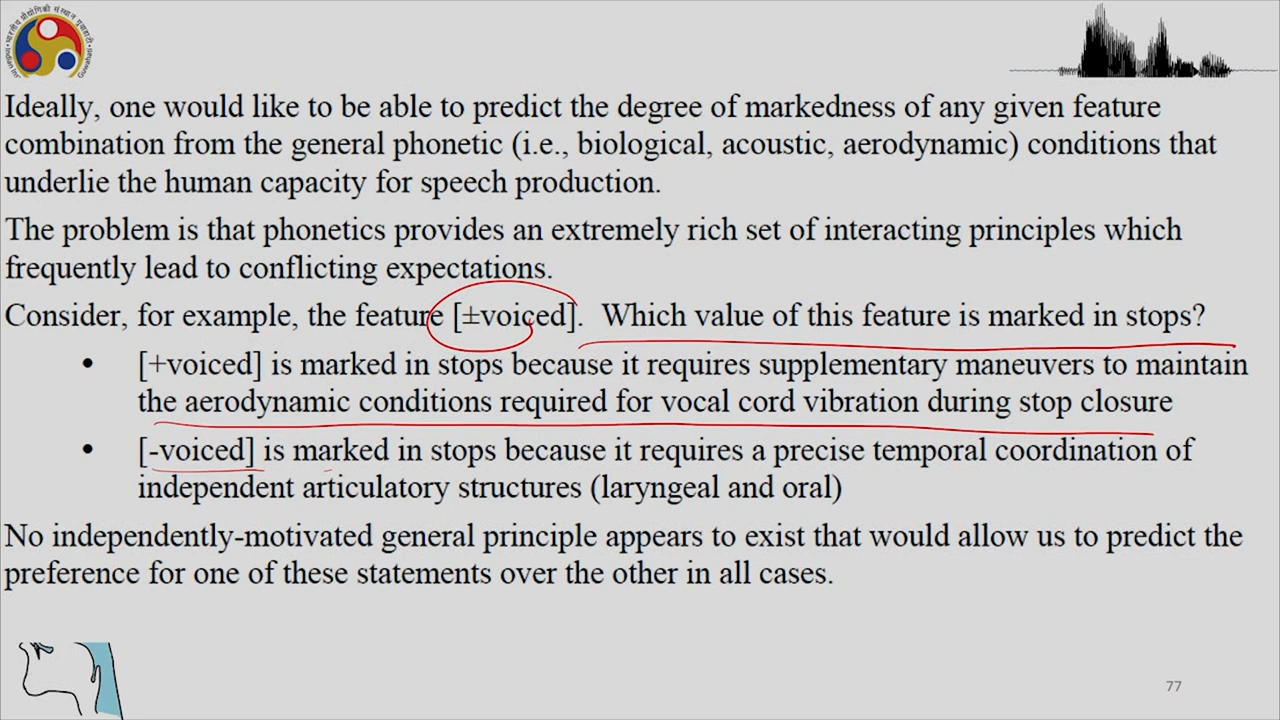 Ideally, one would like to be able to predict the degree of markedness of any given feature
combination from the general phonetic (i.e., biological, acoustic, aerodynamic) conditions that
underlie the human capacity for speech production.
The problem is that phonetics provides an extremely rich set of interacting principles which
frequently lead to conflicting expectations.
Consider, for example, the feature [±voiced]. Which value of this feature is marked in stops?
• [+voiced] is marked in stops because it requires supplementary maneuvers to maintain
the aerodynamic conditions required for vocal cord vibration during stop closure
• [-voiced] is marked in stops because it requires a precise temporal coordination of
independent articulatory structures (laryngeal and oral)
No independently-motivated general principle appears to exist that would allow us to predict the
preference for one of these statements over the other in all cases.
77